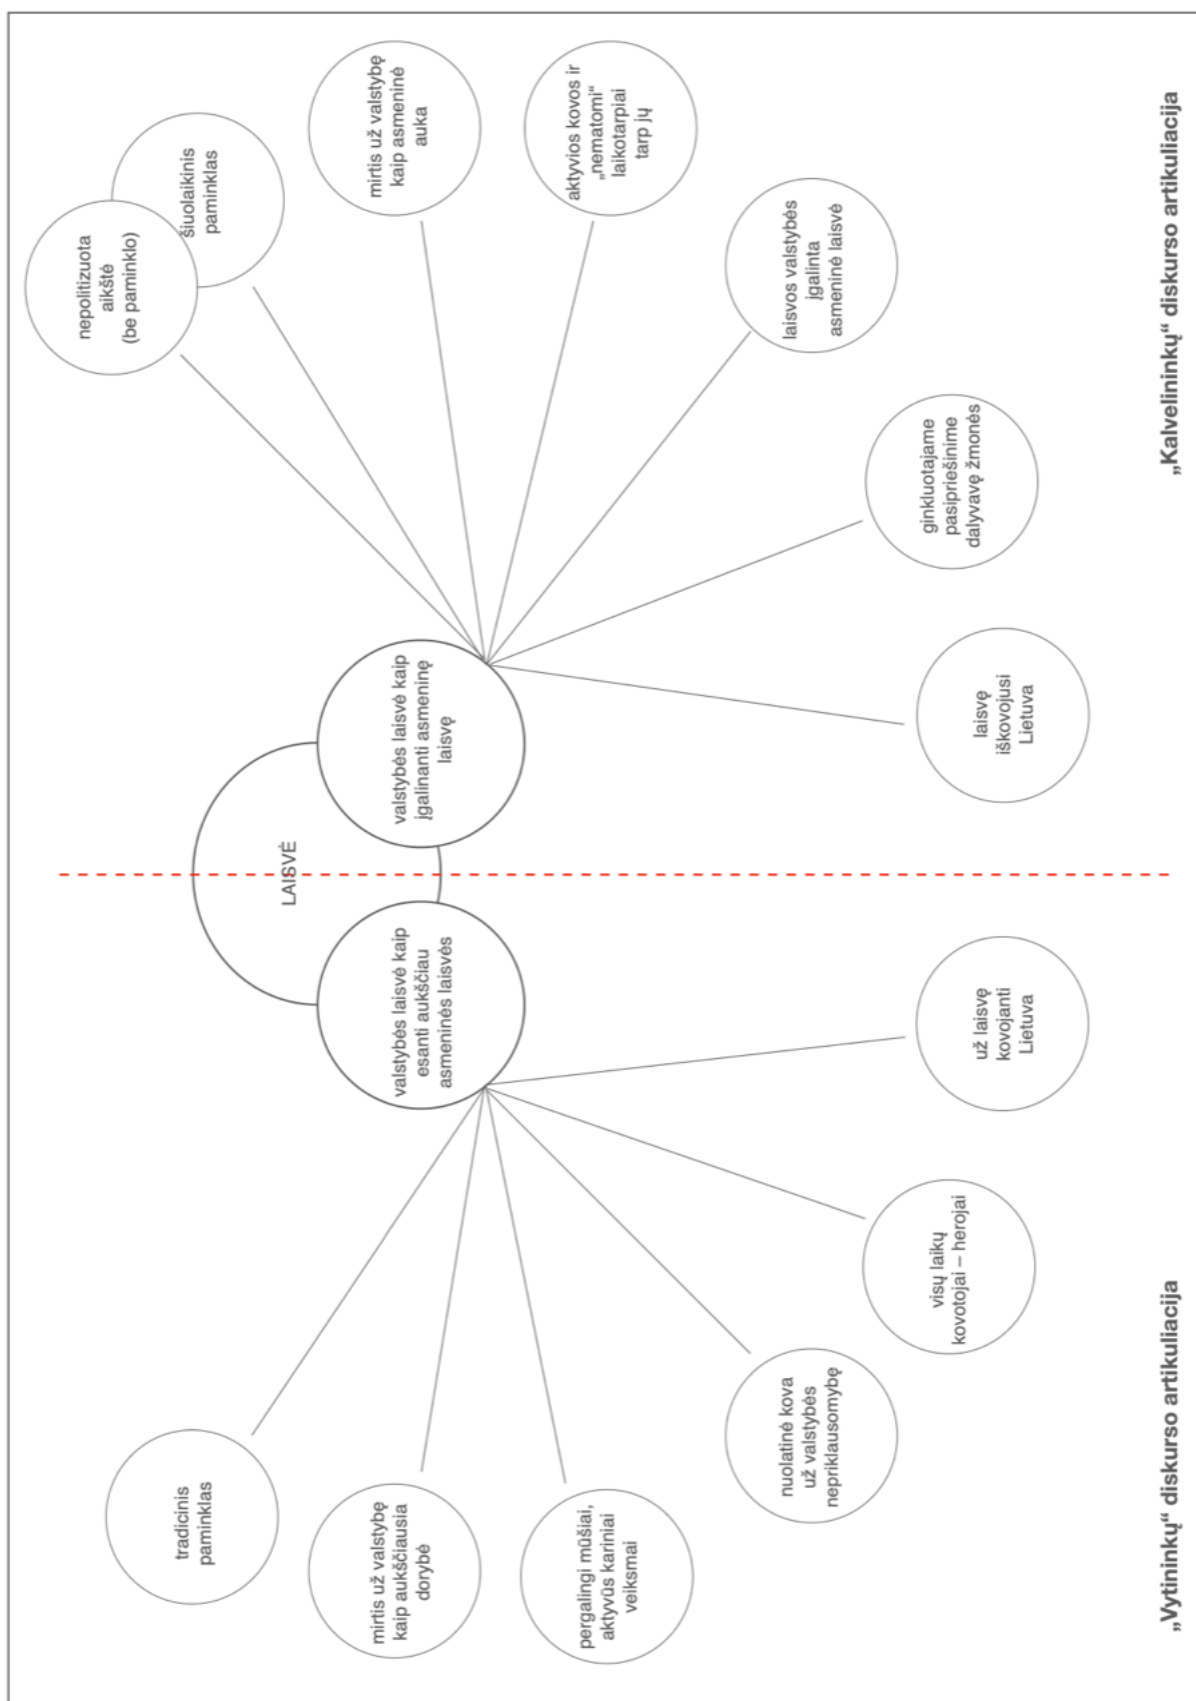 LAISVĖ
valstybės laisvė kaip
esanti aukščiau
asmeninės laisvės
valstybės laisvė kaip
įgalinanti asmeninę
laisvę
tradicinis
paminklas
mirtis už valstybę
kaip aukščiausia
dorybė
pergalingi mūšiai,
aktyvūs kariniai
veiksmai
nuolatinė kova
už valstybės
nepriklausomybę
visų laikų
kovotojai – herojai
už laisvę
kovojanti
Lietuva
nepolitizuota
aikštė
(be paminklo)
šiuolaikinis
paminklas
mirtis už valstybę
kaip asmeninė
auka
aktyvios kovos ir
„nematomi“
laikotarpiai
tarp jų
laisvos valstybės
įgalinta
asmeninė laisvė
ginkluotajame
pasipriešinime
dalyvavę žmonės
laisvę
iškovojusi
Lietuva
„Vytininkų“ diskurso artikuliacija
„Kalvelininkų“ diskurso artikuliacija